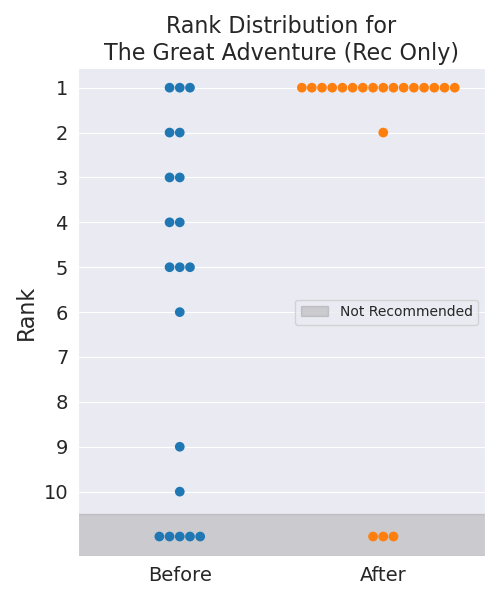 Rank Distribution for
The Great Adventure (Rec Only)
Rank
1
2
3
4
5
6
7
8
9
10
Not Recommended
Before
After